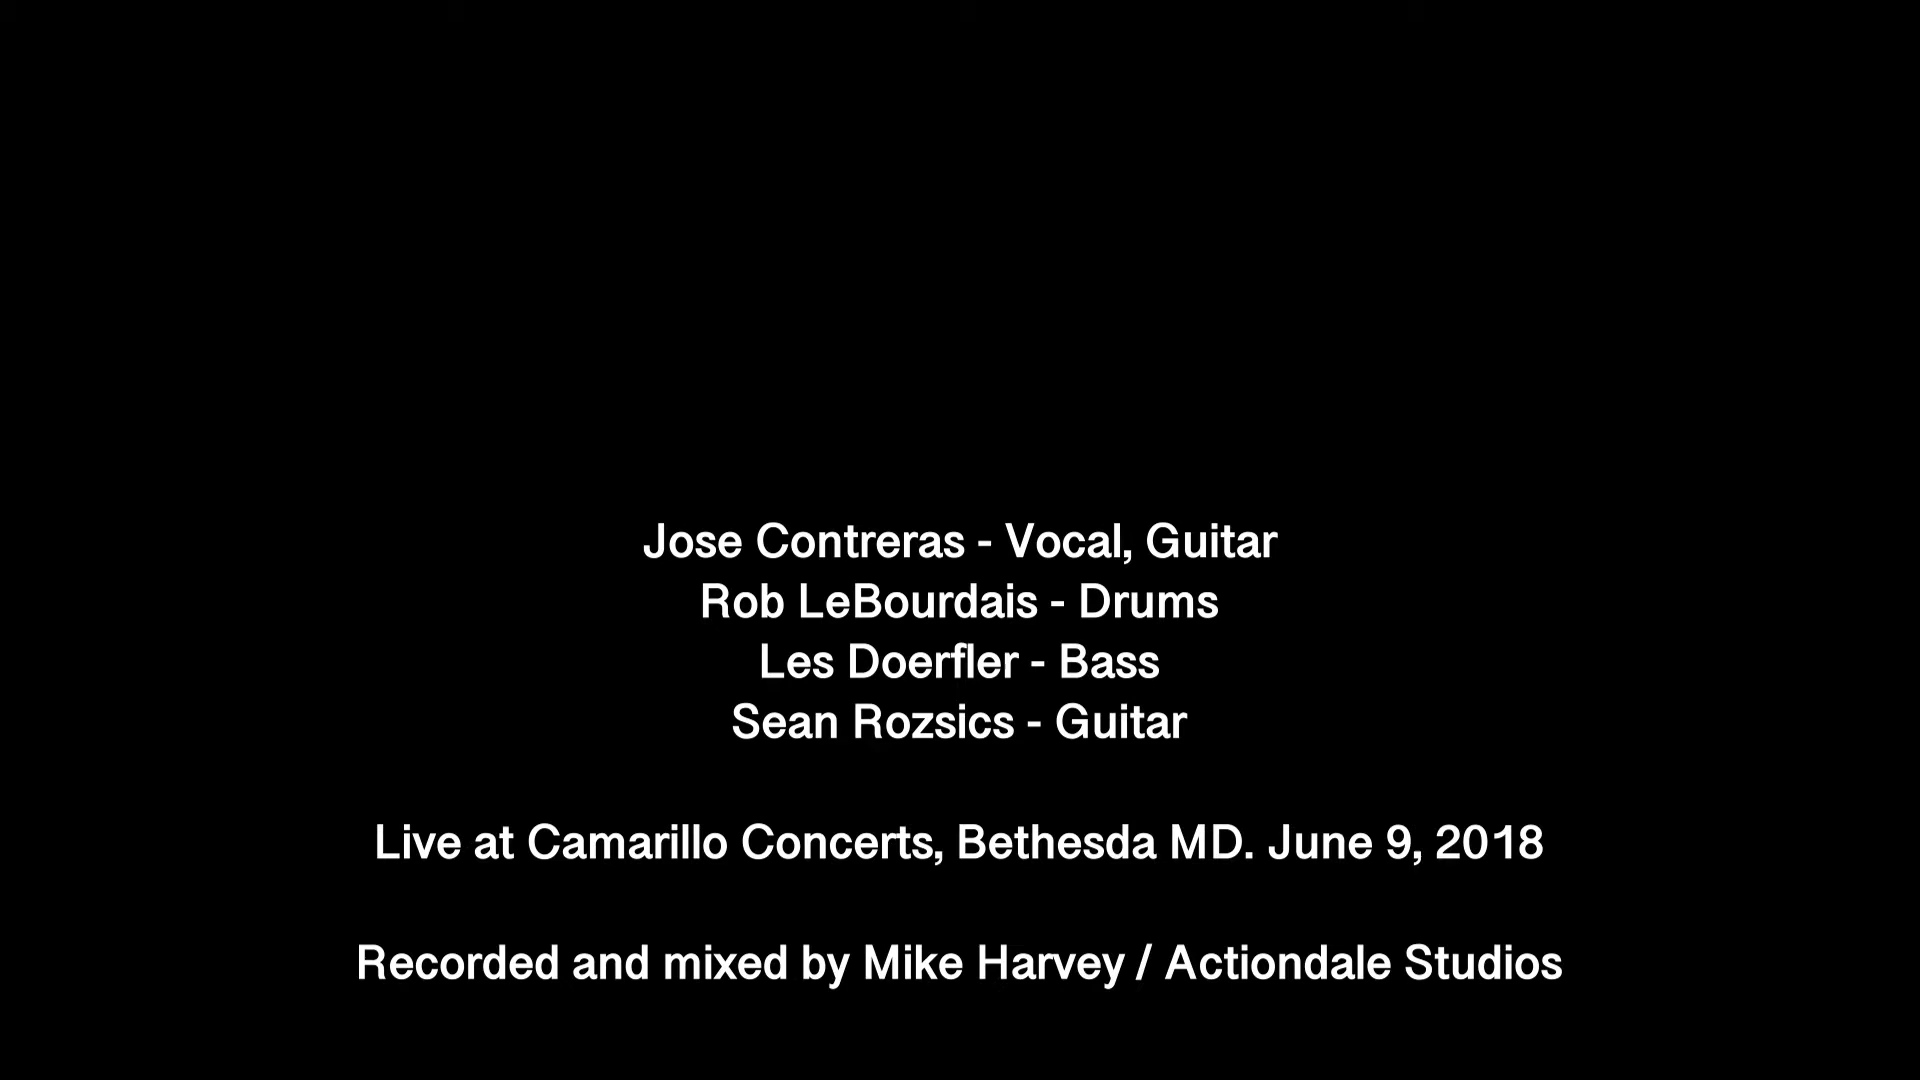 Jose Contreras - Vocal, Guitar
Rob LeBourdais - Drums
Les Doerfler - Bass
Sean Rozsics - Guitar
Live at Camarillo Concerts, Bethesda MD. June 9, 2018
Recorded and mixed by Mike Harvey / Actiondale Studios